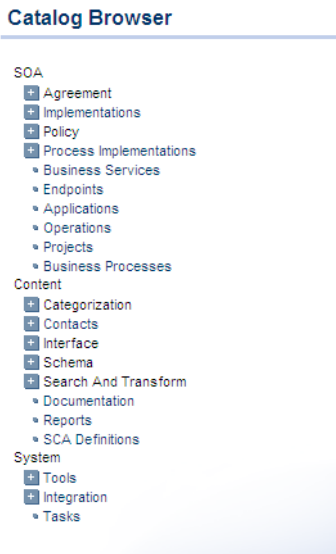 Catalog Browser
SOA
Agreement
Implementations
Policy
Process Implementations
Business Services
Endpoints
Applications
Operations
Projects
Business Processes
Content
Categorization
Contacts
Interface
Schema
Search And Transform
Documentation
Reports
SCA Definitions
System
Tools
Integration
Tasks